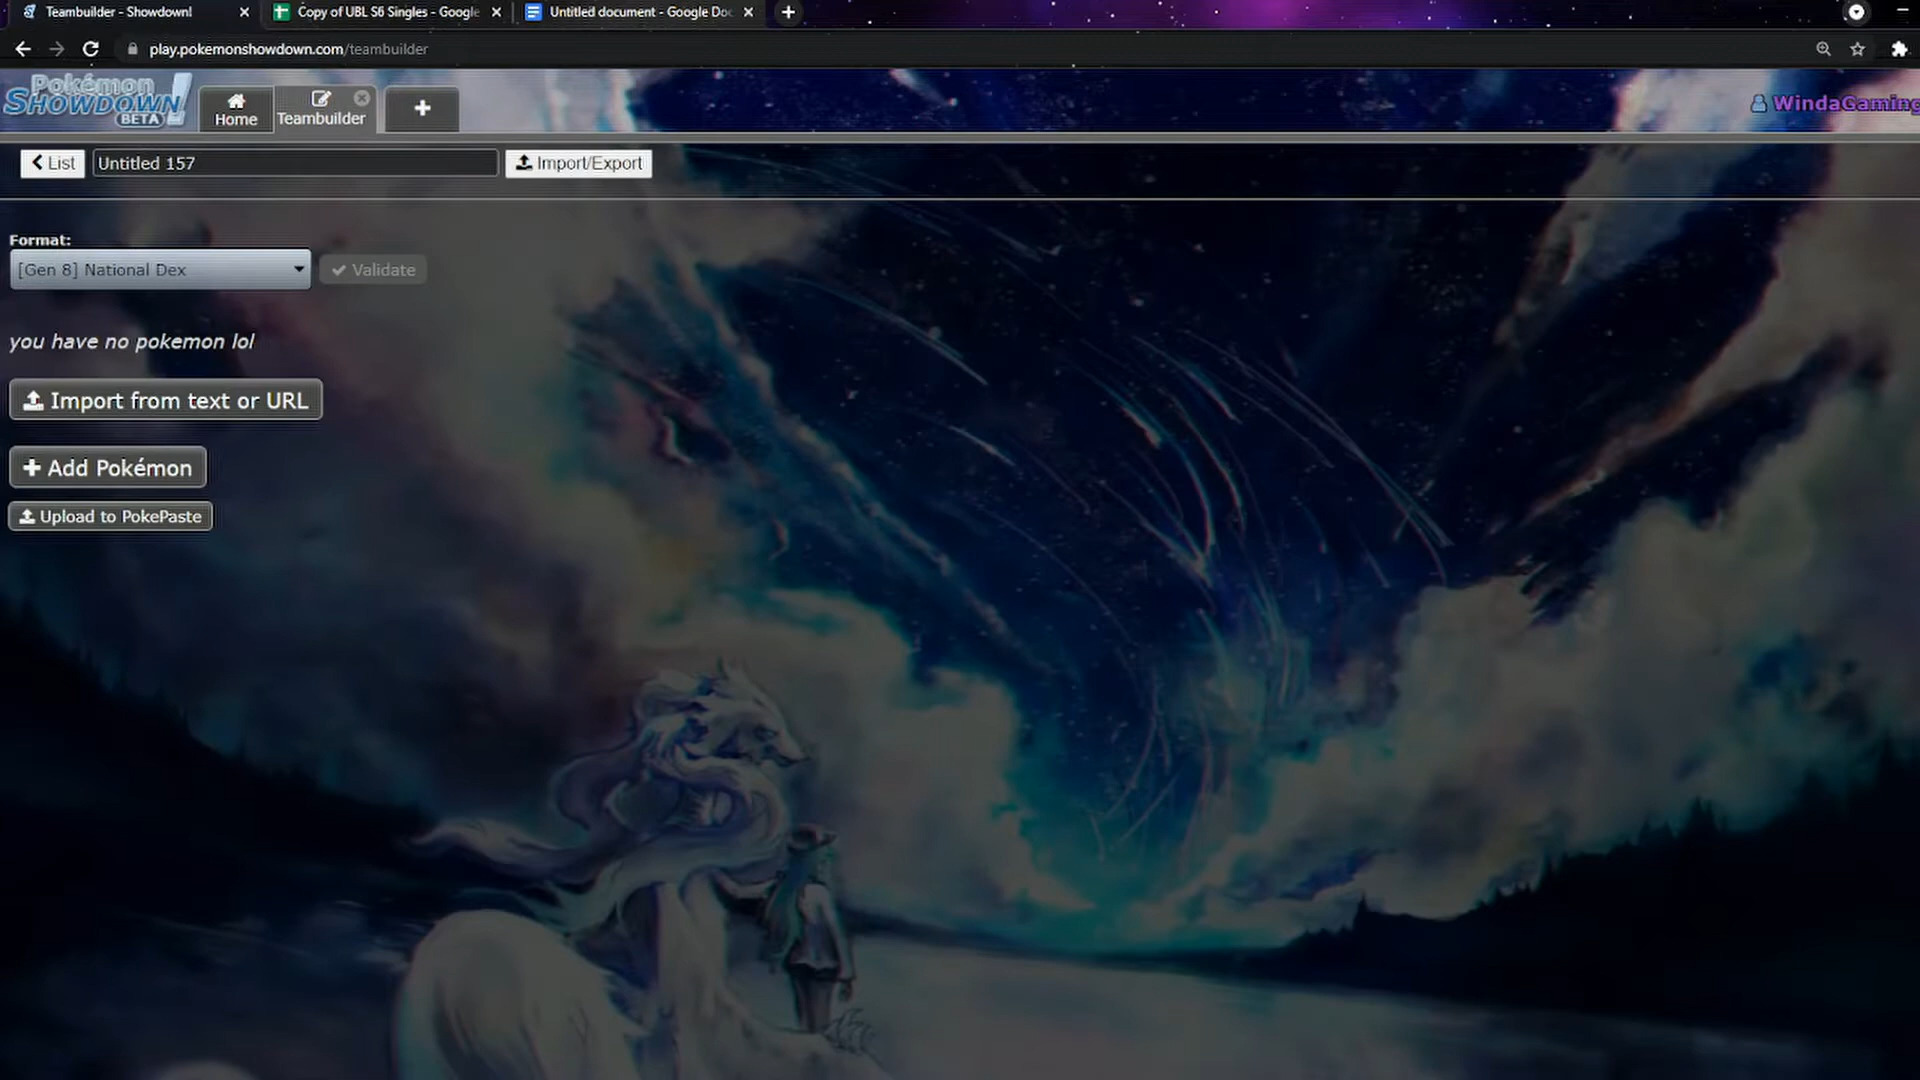 Teambuilder - Showdown!
Copy of UBL S6 Singles - Google
Untitled document - Google Doc
play.pokemonshowdown.com/teambuilder
Pokémon
SHOWDOWN!
BETA
Home
Teambuilder
WindaGaming
List
Untitled 157
Import/Export
Format:
[Gen 8] National Dex
Validate
you have no pokemon lol
Import from text or URL
Add Pokémon
Upload to PokePaste